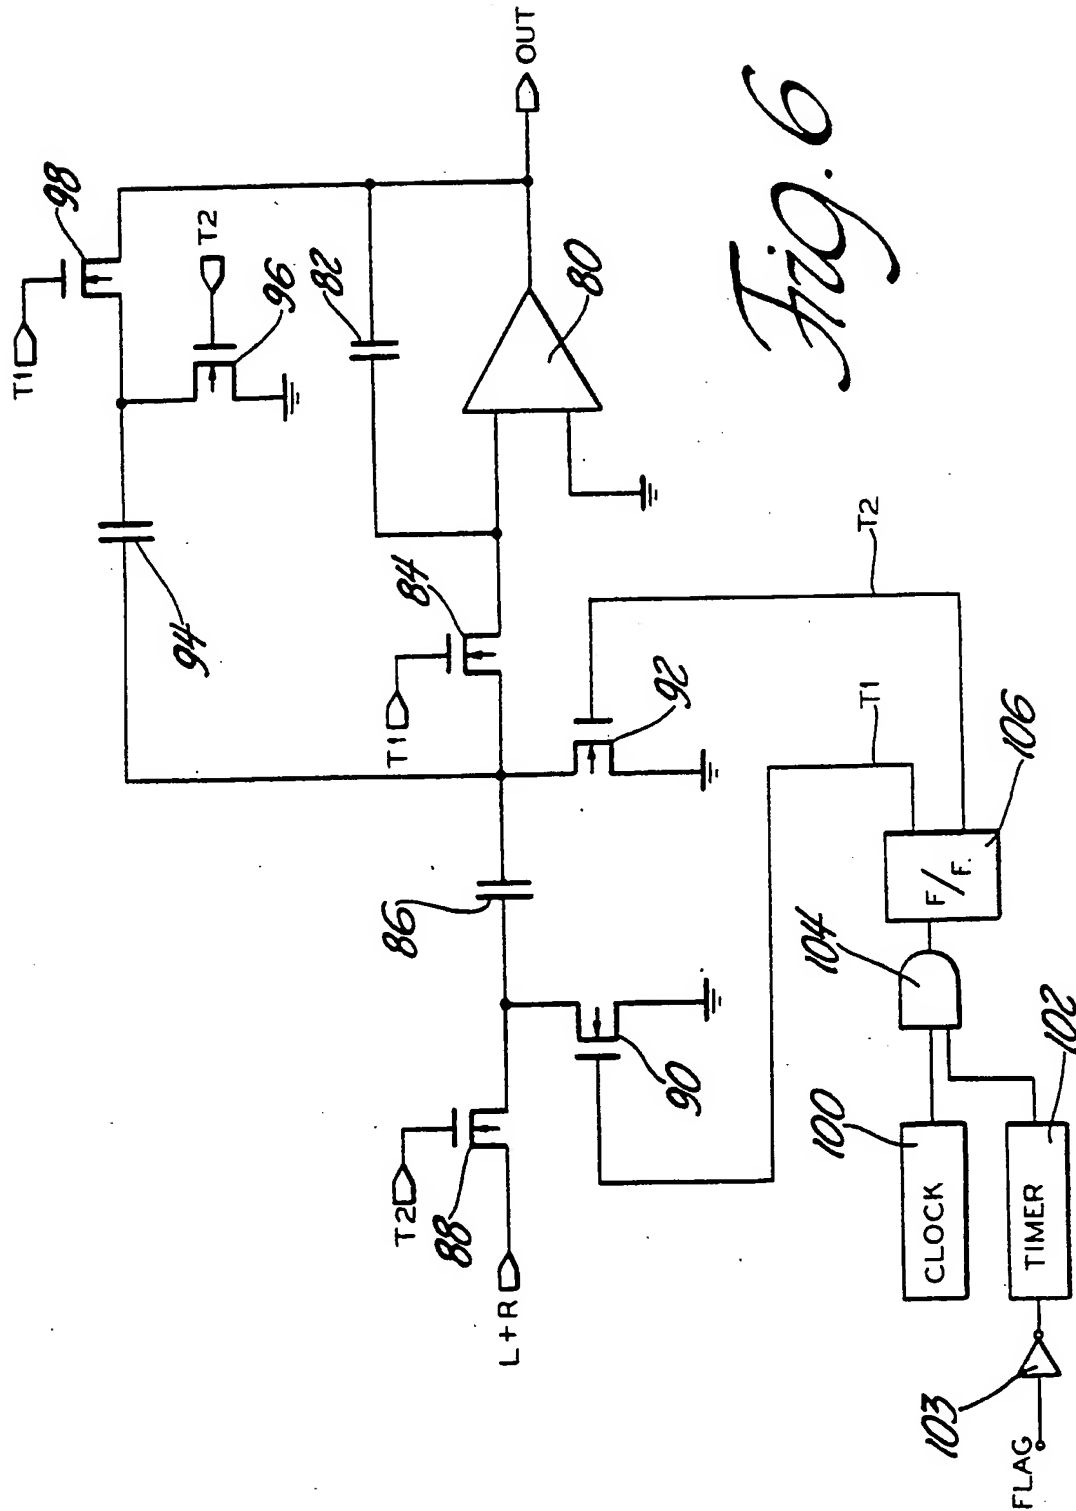 T1
98
T2
96
94
82
OUT
T1
84
80
T2
88
L+R
86
92
90
T1
T2
FLAG
103
CLOCK
100
TIMER
102
104
F/F.
106
Fig. 6